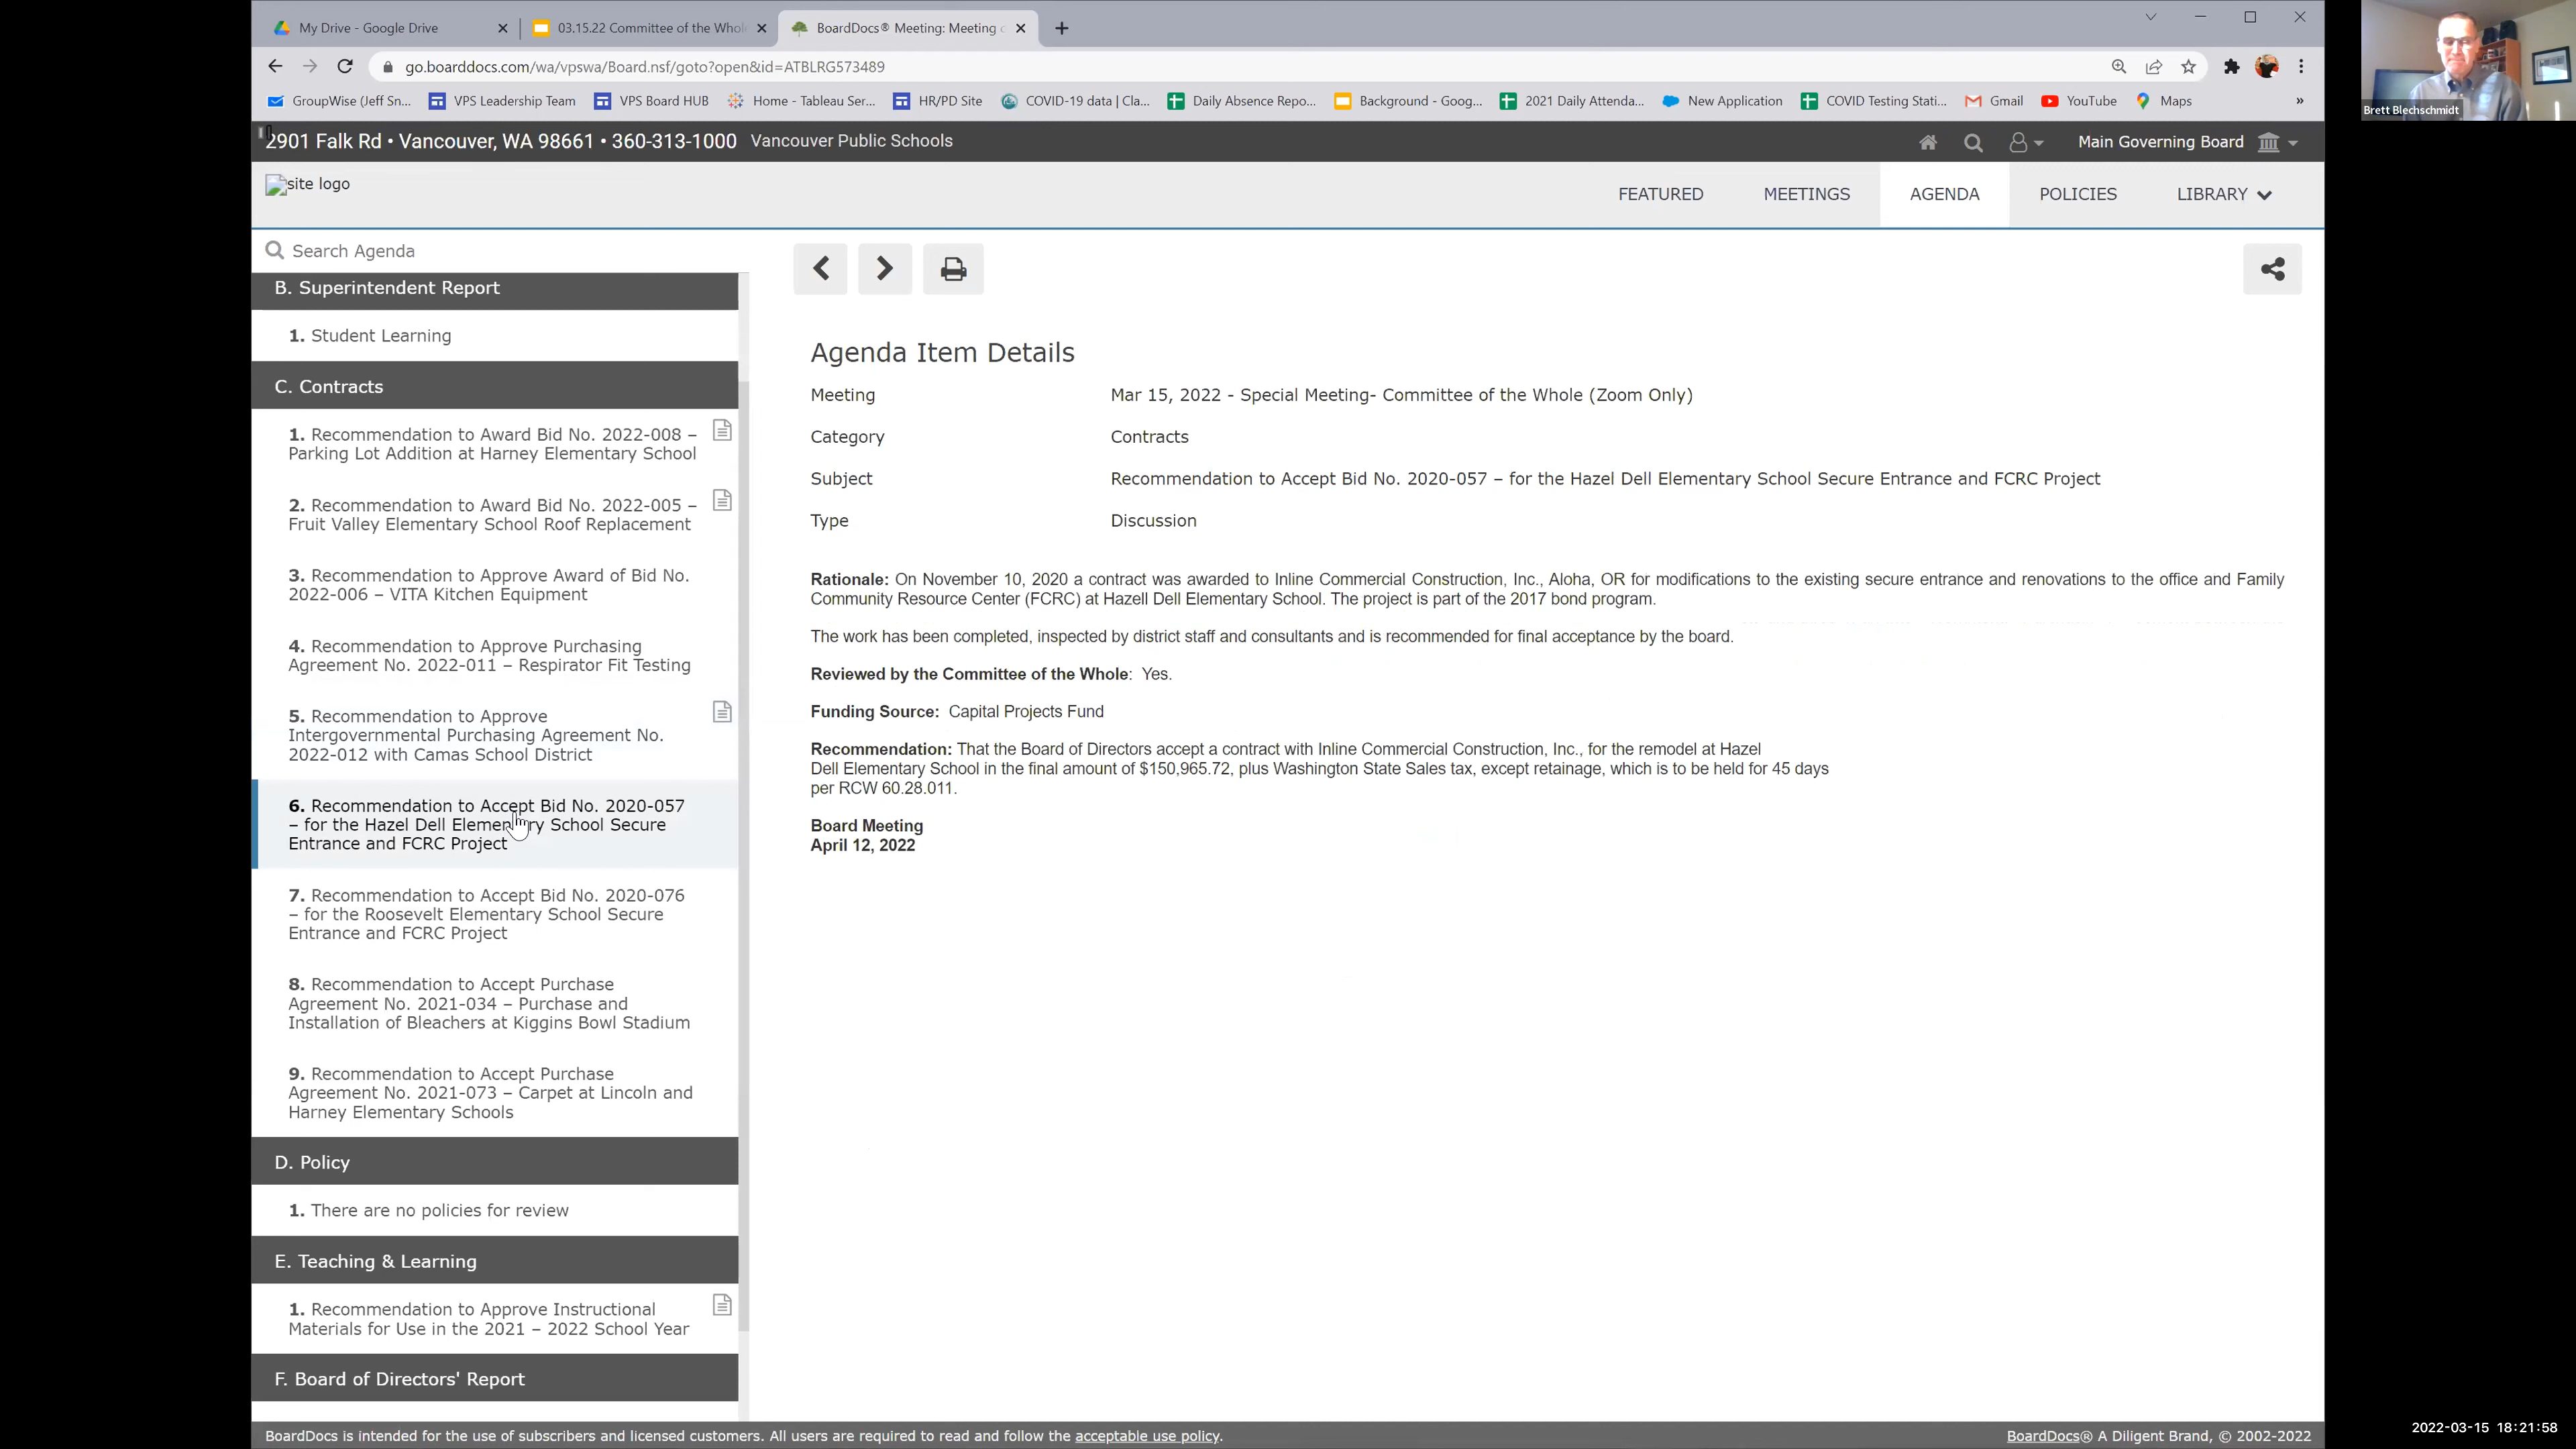 My Drive - Google Drive
03.15.22 Committee of the Whol
BoardDocs® Meeting: Meeting
go.boarddocs.com/wa/vpswa/Board.nsf/goto?open&id=ATBLRG573489
GroupWise (Jeff Sn...
VPS Leadership Team
VPS Board HUB
Home - Tableau Ser...
HR/PD Site
COVID-19 data | Cla...
Daily Absence Repo...
Background - Goog...
2021 Daily Attenda...
New Application
COVID Testing Stati...
Gmail
YouTube
Maps
»
Brett Blechschmidt
2901 Falk Rd • Vancouver, WA 98661 • 360-313-1000 Vancouver Public Schools
Main Governing Board
site logo
FEATURED
MEETINGS
AGENDA
POLICIES
LIBRARY
Search Agenda
B. Superintendent Report
1. Student Learning
C. Contracts
1. Recommendation to Award Bid No. 2022-008 –
Parking Lot Addition at Harney Elementary School
2. Recommendation to Award Bid No. 2022-005 –
Fruit Valley Elementary School Roof Replacement
3. Recommendation to Approve Award of Bid No.
2022-006 – VITA Kitchen Equipment
4. Recommendation to Approve Purchasing
Agreement No. 2022-011 – Respirator Fit Testing
5. Recommendation to Approve
Intergovernmental Purchasing Agreement No.
2022-012 with Camas School District
6. Recommendation to Accept Bid No. 2020-057
– for the Hazel Dell Elementary School Secure
Entrance and FCRC Project
7. Recommendation to Accept Bid No. 2020-076
– for the Roosevelt Elementary School Secure
Entrance and FCRC Project
8. Recommendation to Accept Purchase
Agreement No. 2021-034 – Purchase and
Installation of Bleachers at Kiggins Bowl Stadium
9. Recommendation to Accept Purchase
Agreement No. 2021-073 – Carpet at Lincoln and
Harney Elementary Schools
D. Policy
1. There are no policies for review
E. Teaching & Learning
1. Recommendation to Approve Instructional
Materials for Use in the 2021 – 2022 School Year
F. Board of Directors' Report
Agenda Item Details
Meeting Mar 15, 2022 - Special Meeting- Committee of the Whole (Zoom Only)
Category Contracts
Subject Recommendation to Accept Bid No. 2020-057 – for the Hazel Dell Elementary School Secure Entrance and FCRC Project
Type Discussion
Rationale: On November 10, 2020 a contract was awarded to Inline Commercial Construction, Inc., Aloha, OR for modifications to the existing secure entrance and renovations to the office and Family
Community Resource Center (FCRC) at Hazell Dell Elementary School. The project is part of the 2017 bond program.
The work has been completed, inspected by district staff and consultants and is recommended for final acceptance by the board.
Reviewed by the Committee of the Whole: Yes.
Funding Source: Capital Projects Fund
Recommendation: That the Board of Directors accept a contract with Inline Commercial Construction, Inc., for the remodel at Hazel
Dell Elementary School in the final amount of $150,965.72, plus Washington State Sales tax, except retainage, which is to be held for 45 days
per RCW 60.28.011.
Board Meeting
April 12, 2022
BoardDocs is intended for the use of subscribers and licensed customers. All users are required to read and follow the acceptable use policy.
BoardDocs® A Diligent Brand, © 2002-2022
2022-03-15 18:21:58